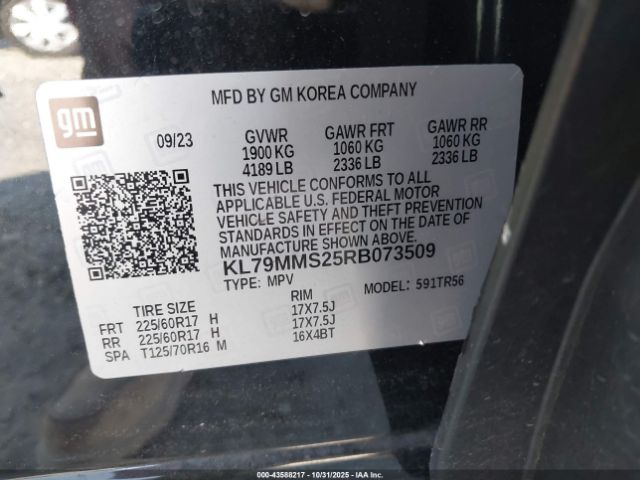 gm
MFD BY GM KOREA COMPANY
09/23 GVWR GAWR FRT GAWR RR
1900 KG 1060 KG 1060 KG
4189 LB 2336 LB 2336 LB
THIS VEHICLE CONFORMS TO ALL
APPLICABLE U.S. FEDERAL MOTOR
VEHICLE SAFETY AND THEFT PREVENTION
STANDARDS IN EFFECT ON THE DATE OF
MANUFACTURE SHOWN ABOVE.
KL79MMS25RB073509
TYPE: MPV MODEL: 591TR56
TIRE SIZE RIM
FRT 225/60R17 H 17X7.5J
RR 225/60R17 H 17X7.5J
SPA T125/70R16 M 16X4BT
000-43588217 - 10/31/2025 - IAAI.com